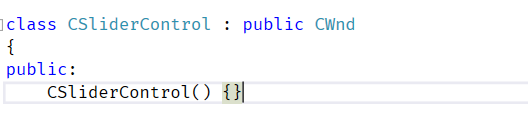 class CSliderControl : public CWnd
{
public:
    CSliderControl() {}